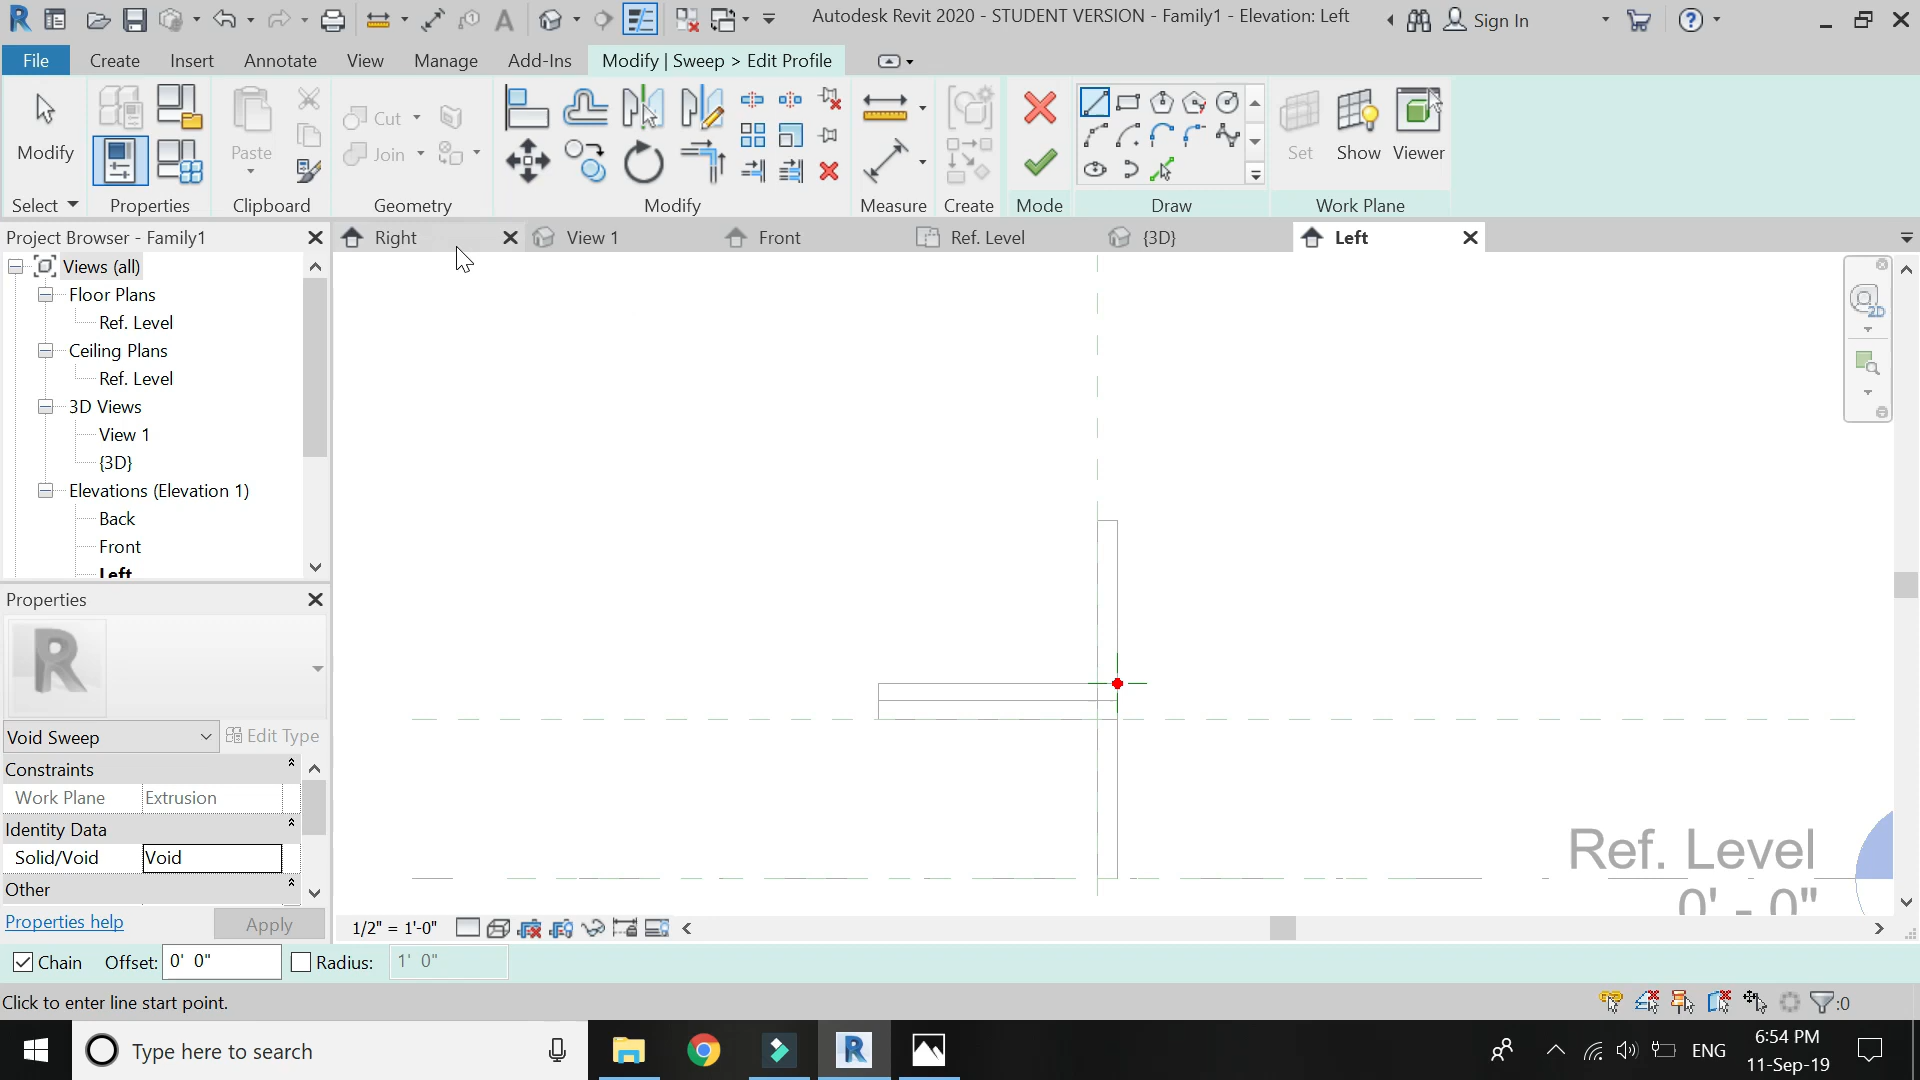 Autodesk Revit 2020 - STUDENT VERSION - Family1 - Elevation: Left
Sign In
File Create Insert Annotate View Manage Add-Ins Modify | Sweep > Edit Profile
Modify
Paste
Cut
Join
Set Show Viewer
Select Properties Clipboard Geometry Modify Measure Create Mode Draw Work Plane
Project Browser - Family1
Right View 1 Front Ref. Level {3D} Left
Views (all)
Floor Plans
Ref. Level
Ceiling Plans
Ref. Level
3D Views
View 1
{3D}
Elevations (Elevation 1)
Back
Front
Left
Properties
Void Sweep
Edit Type
Constraints
Work Plane Extrusion
Identity Data
Solid/Void Void
Other
Properties help
Apply
Ref. Level
0' - 0"
1/2" = 1'-0"
Chain Offset: 0' 0" Radius: 1' 0"
Click to enter line start point.
:0
Type here to search
ENG
6:54 PM
11-Sep-19